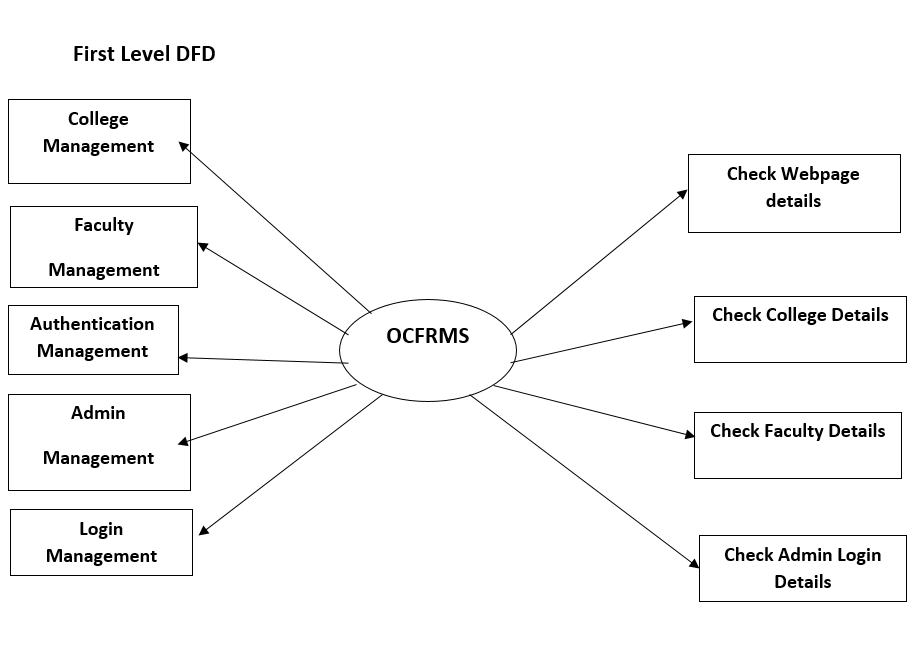 First Level DFD
College
Management
Faculty
Management
Authentication
Management
Admin
Management
Login
Management
OCFRMS
Check Webpage
details
Check College Details
Check Faculty Details
Check Admin Login
Details